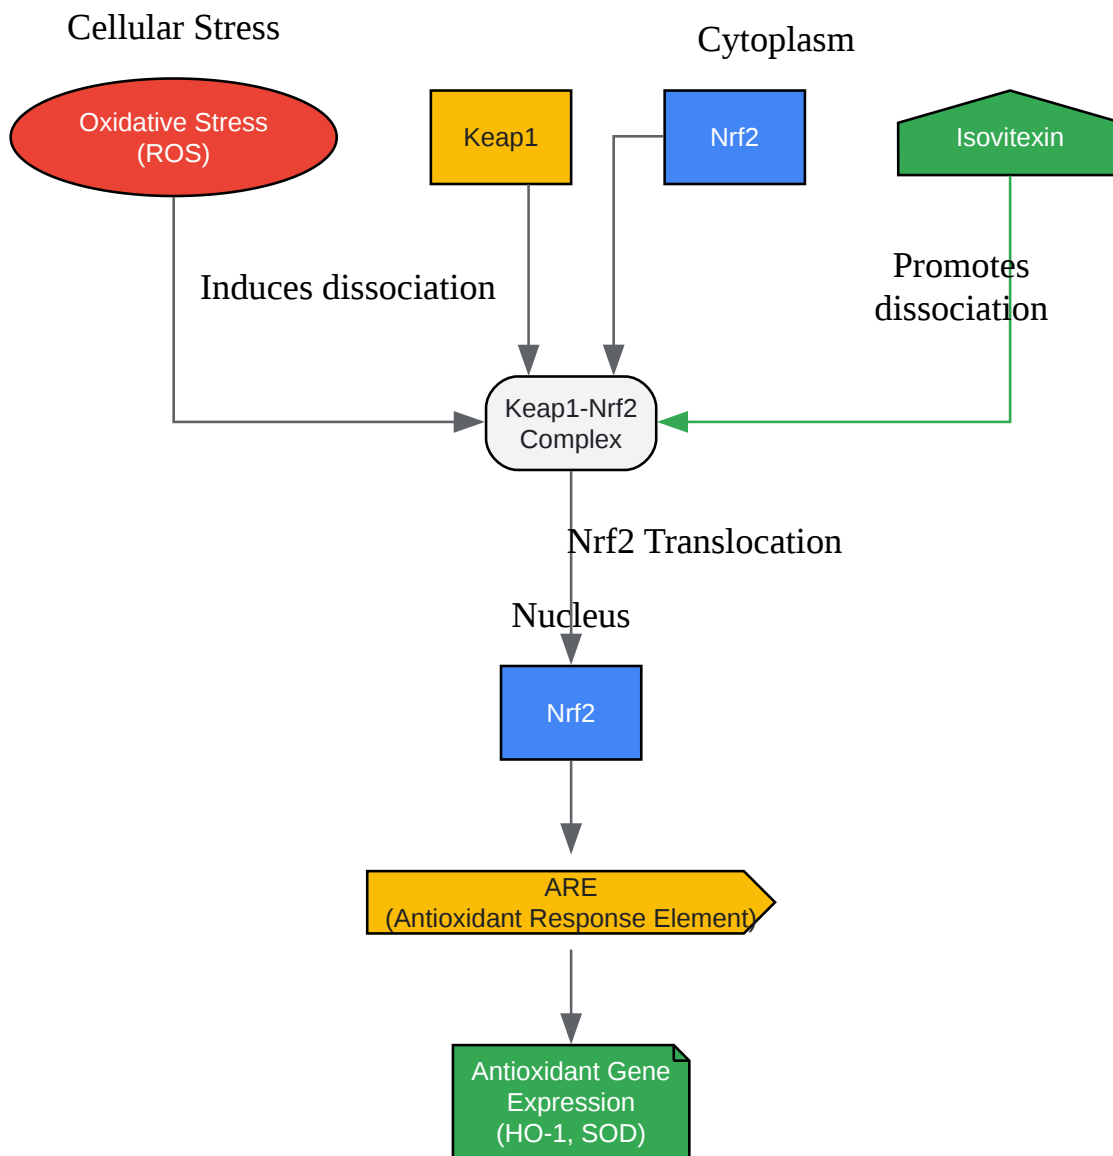 Cellular Stress
Cytoplasm
Oxidative Stress
(ROS)
Keap1
Nrf2
Isovitexin
Induces dissociation
Promotes
dissociation
Keap1-Nrf2
Complex
Nrf2 Translocation
Nucleus
Nrf2
ARE
(Antioxidant Response Element)
Antioxidant Gene
Expression
(HO-1, SOD)